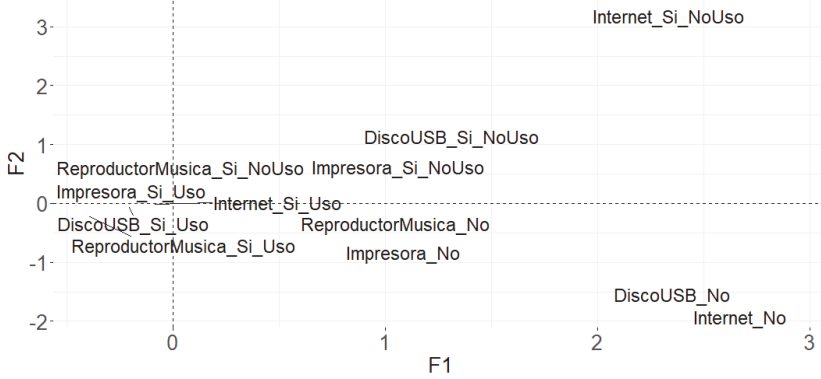 3
Internet_Si_NoUso
2
1
DiscoUSB_Si_NoUso
ReproductorMusica_Si_NoUso
Impresora_Si_NoUso
F2
Impresora_Si_Uso
0
Internet_Si_Uso
DiscoUSB_Si_Uso
ReproductorMusica_No
ReproductorMusica_Si_Uso
Impresora_No
-1
DiscoUSB_No
-2
Internet_No
0 1 2 3
F1